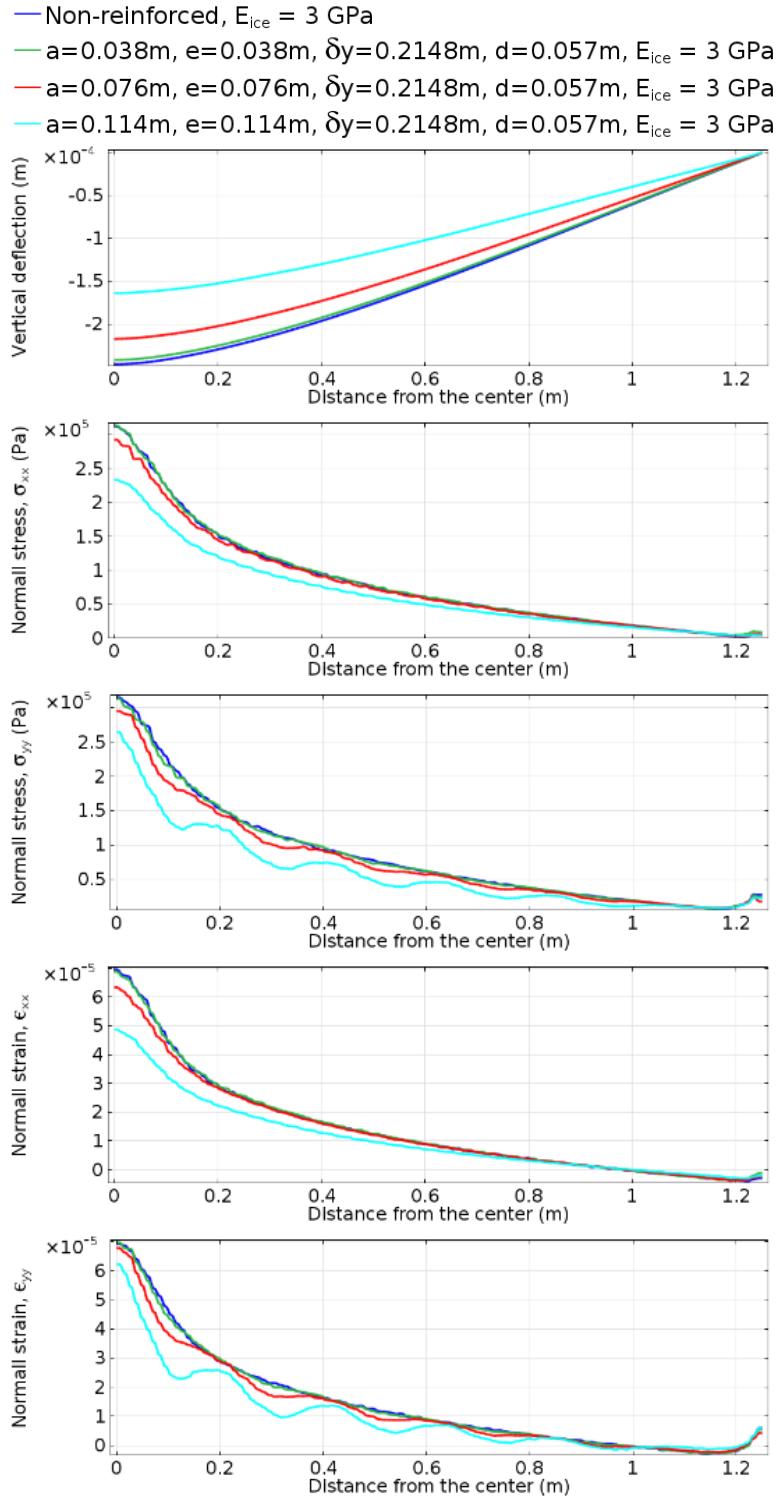 Non-reinforced, Eice = 3 GPa
a=0.038m, e=0.038m, δy=0.2148m, d=0.057m, Eice = 3 GPa
a=0.076m, e=0.076m, δy=0.2148m, d=0.057m, Eice = 3 GPa
a=0.114m, e=0.114m, δy=0.2148m, d=0.057m, Eice = 3 GPa
×10⁻⁴
Vertical deflection (m)
-0.5
-1
-1.5
-2
0 0.2 0.4 0.6 0.8 1 1.2
Distance from the center (m)
×10⁵
Normall stress, σxx (Pa)
2.5
2
1.5
1
0.5
0
0 0.2 0.4 0.6 0.8 1 1.2
Distance from the center (m)
×10⁵
Normall stress, σyy (Pa)
2.5
2
1.5
1
0.5
0 0.2 0.4 0.6 0.8 1 1.2
Distance from the center (m)
×10⁻⁵
Normall strain, ϵxx
6
5
4
3
2
1
0
0 0.2 0.4 0.6 0.8 1 1.2
Distance from the center (m)
×10⁻⁵
Normall strain, ϵyy
6
5
4
3
2
1
0
0 0.2 0.4 0.6 0.8 1 1.2
Distance from the center (m)